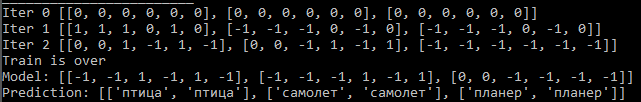 Iter 0 [[0, 0, 0, 0, 0, 0], [0, 0, 0, 0, 0, 0], [0, 0, 0, 0, 0, 0]]
Iter 1 [[1, 1, 1, 0, 1, 0], [-1, -1, -1, 0, -1, 0], [-1, -1, -1, 0, -1, 0]]
Iter 2 [[0, 0, 1, -1, 1, -1], [0, 0, -1, 1, -1, 1], [-1, -1, -1, -1, -1, -1]]
Train is over
Model: [[-1, -1, 1, -1, 1, -1], [-1, -1, -1, 1, -1, 1], [0, 0, -1, -1, -1, -1]]
Prediction: [['птица', 'птица'], ['самолет', 'самолет'], ['планер', 'планер']]